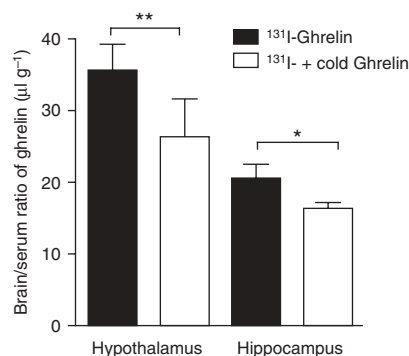 **
40
30
20
10
0
Brain/serum ratio of ghrelin (μl g⁻¹)
¹³¹I-Ghrelin
¹³¹I- + cold Ghrelin
*
Hypothalamus Hippocampus